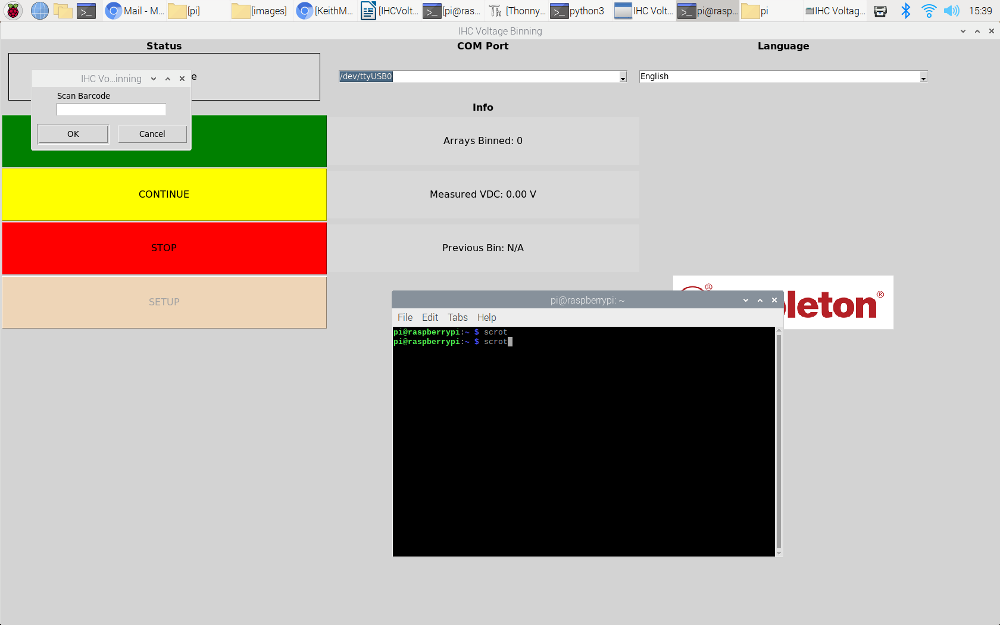 Mail - M...
[pi]
[images]
[KeithM...
[IHCVolt...
[pi@ras...
[Thonny...
python3
IHC Volt...
pi@rasp...
pi
IHC Voltag...
15:39
IHC Voltage Binning
Status
COM Port
Language
e
/dev/ttyUSB0
English
IHC Vo...inning
Scan Barcode
OK
Cancel
Info
Arrays Binned: 0
CONTINUE
Measured VDC: 0.00 V
STOP
Previous Bin: N/A
SETUP
leton®
pi@raspberrypi: ~
File Edit Tabs Help
pi@raspberrypi:~ $ scrot
pi@raspberrypi:~ $ scrot